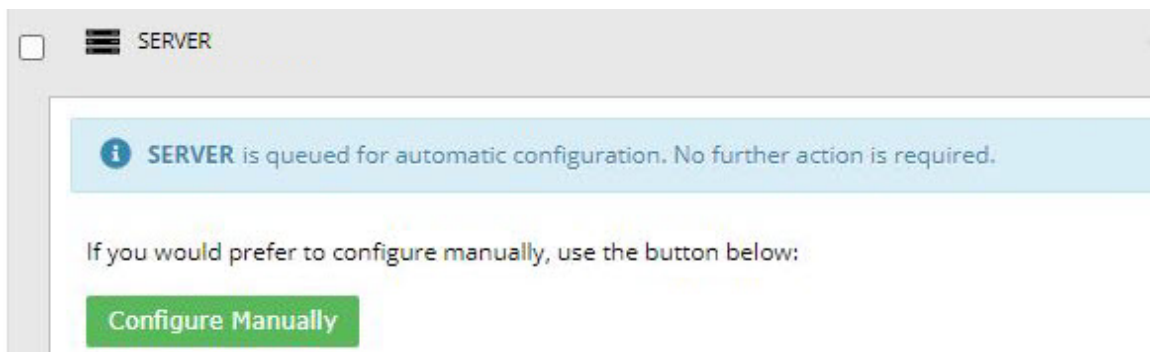 SERVER
SERVER is queued for automatic configuration. No further action is required.
If you would prefer to configure manually, use the button below:
Configure Manually